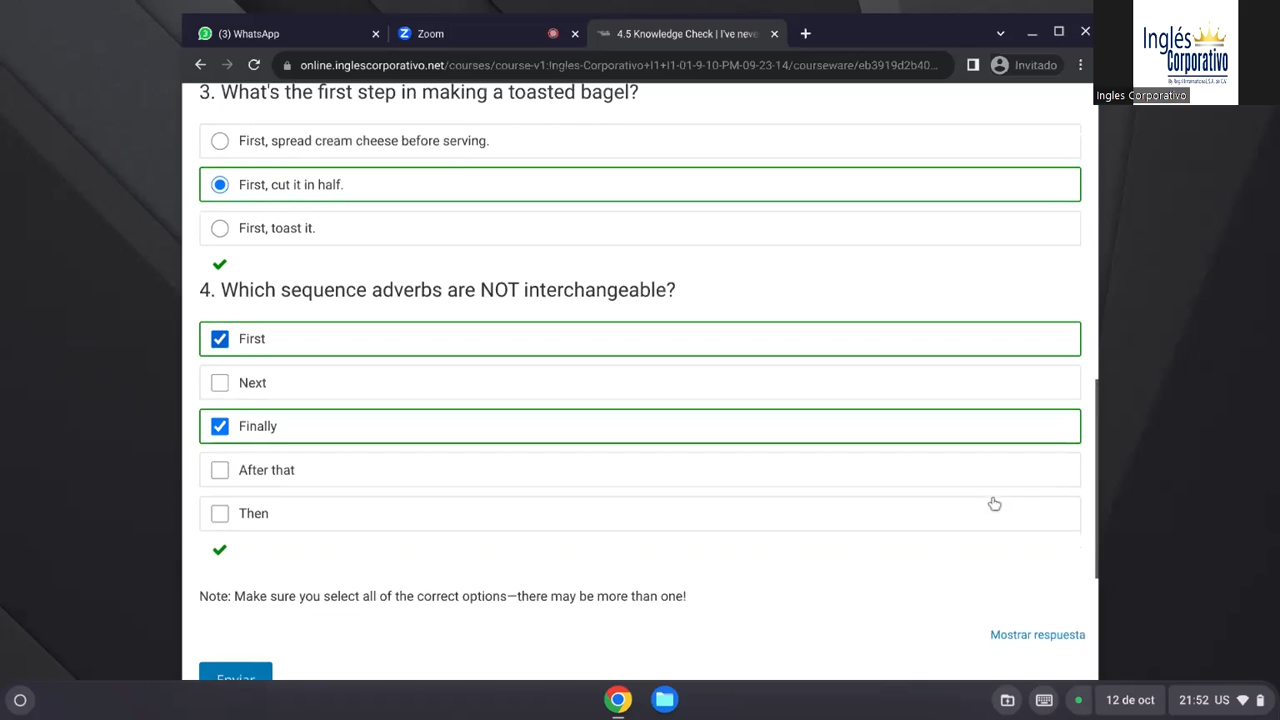 (3) WhatsApp
Zoom
4.5 Knowledge Check | I've neve
online.inglescorporativo.net/
e-v1:Ingles-Corporativo+I1+I1-01-9-10-PM-09-23-14/courseware/eb3919d2b40...
Invitado
Inglés
Corporativo
Ingles Corporativo
3. What's the first step in making a toasted bagel?
First, spread cream cheese before serving.
First, cut it in half.
First, toast it.
4. Which sequence adverbs are NOT interchangeable?
First
Next
Finally
After that
Then
Note: Make sure you select all of the correct options—there may be more than one!
Mostrar respuesta
Enviar
12 de oct
21:52 US